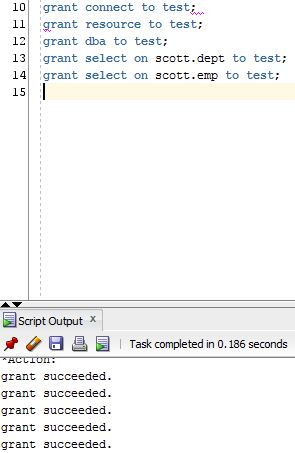 10 grant connect to test;
11 grant resource to test;
12 grant dba to test;
13 grant select on scott.dept to test;
14 grant select on scott.emp to test;
15
Script Output x
Task completed in 0.186 seconds
*Action:
grant succeeded.
grant succeeded.
grant succeeded.
grant succeeded.
grant succeeded.